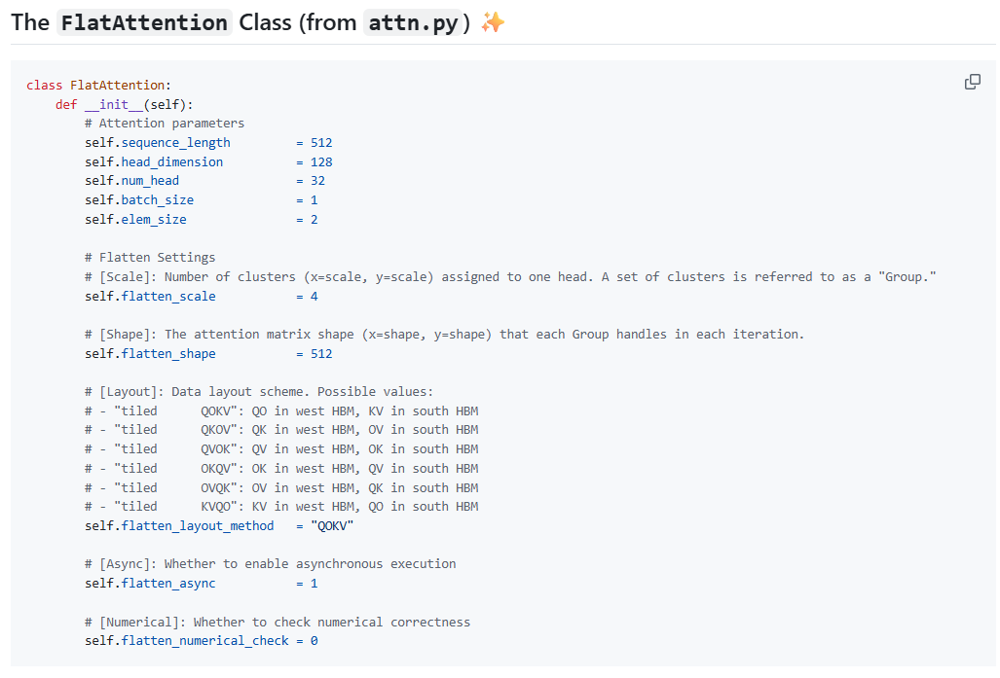 The FlatAttention Class (from attn.py) ✨
class FlatAttention:
    def __init__(self):
        # Attention parameters
        self.sequence_length         = 512
        self.head_dimension          = 128
        self.num_head                = 32
        self.batch_size              = 1
        self.elem_size               = 2

        # Flatten Settings
        # [Scale]: Number of clusters (x=scale, y=scale) assigned to one head. A set of clusters is referred to as a "Group."
        self.flatten_scale           = 4

        # [Shape]: The attention matrix shape (x=shape, y=shape) that each Group handles in each iteration.
        self.flatten_shape           = 512

        # [Layout]: Data layout scheme. Possible values:
        # - "tiled      QOKV": QO in west HBM, KV in south HBM
        # - "tiled      QKOV": QK in west HBM, OV in south HBM
        # - "tiled      QVOK": QV in west HBM, OK in south HBM
        # - "tiled      OKQV": OK in west HBM, QV in south HBM
        # - "tiled      OVQK": OV in west HBM, QK in south HBM
        # - "tiled      KVQO": KV in west HBM, QO in south HBM
        self.flatten_layout_method   = "QOKV"

        # [Async]: Whether to enable asynchronous execution
        self.flatten_async           = 1

        # [Numerical]: Whether to check numerical correctness
        self.flatten_numerical_check = 0